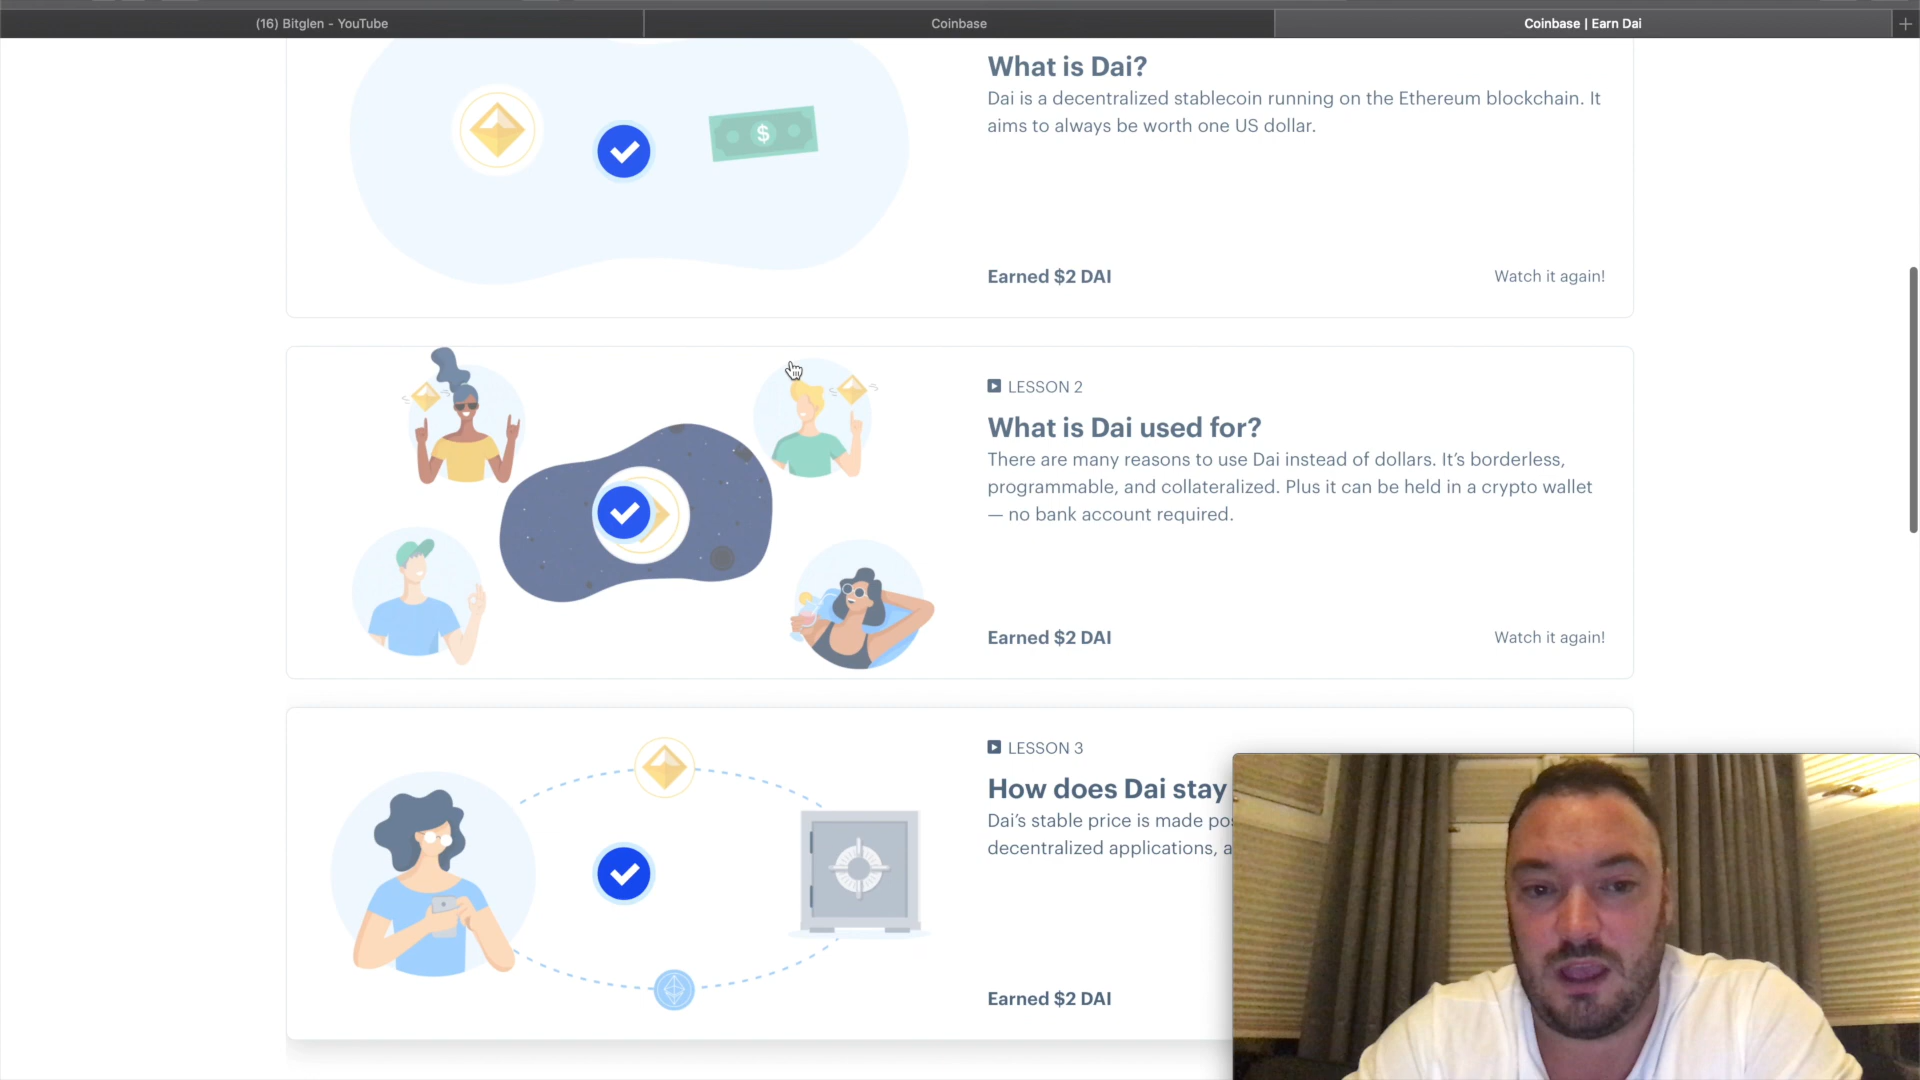 (16) Bitglen - YouTube
Coinbase
Coinbase | Earn Dai
What is Dai?
Dai is a decentralized stablecoin running on the Ethereum blockchain. It
aims to always be worth one US dollar.
$
Earned $2 DAI
Watch it again!
LESSON 2
What is Dai used for?
There are many reasons to use Dai instead of dollars. It’s borderless,
programmable, and collateralized. Plus it can be held in a crypto wallet
— no bank account required.
Earned $2 DAI
Watch it again!
LESSON 3
How does Dai stay
Dai’s stable price is made
decentralized applications,
Earned $2 DAI